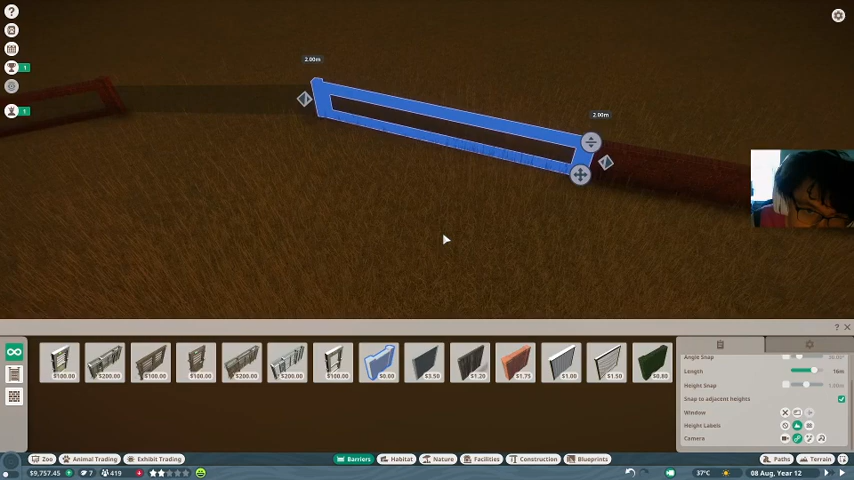 2.00m
2.00m
1
1
?
$100.00
$200.00
$100.00
$100.00
$200.00
$200.00
$100.00
$0.00
$3.50
$1.20
$1.75
$1.00
$1.50
$0.80
Angle Snap
Length
Height Snap
Snap to adjacent heights
Window
Height Labels
Camera
Zoo
Animal Trading
Exhibit Trading
Barriers
Habitat
Nature
Facilities
Construction
Blueprints
Paths
Terrain
$9,757.45
7
419
37°C
08 Aug, Year 12